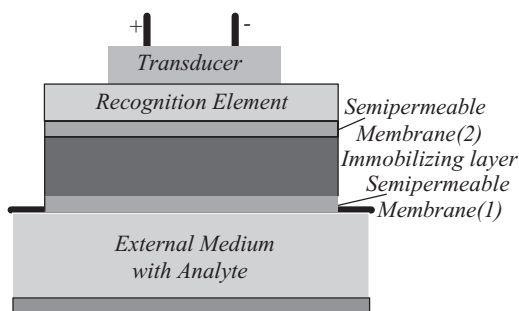 + -
Transducer
Recognition Element
Semipermeable
Membrane(2)
Immobilizing layer
Semipermeable
Membrane(1)
External Medium
with Analyte